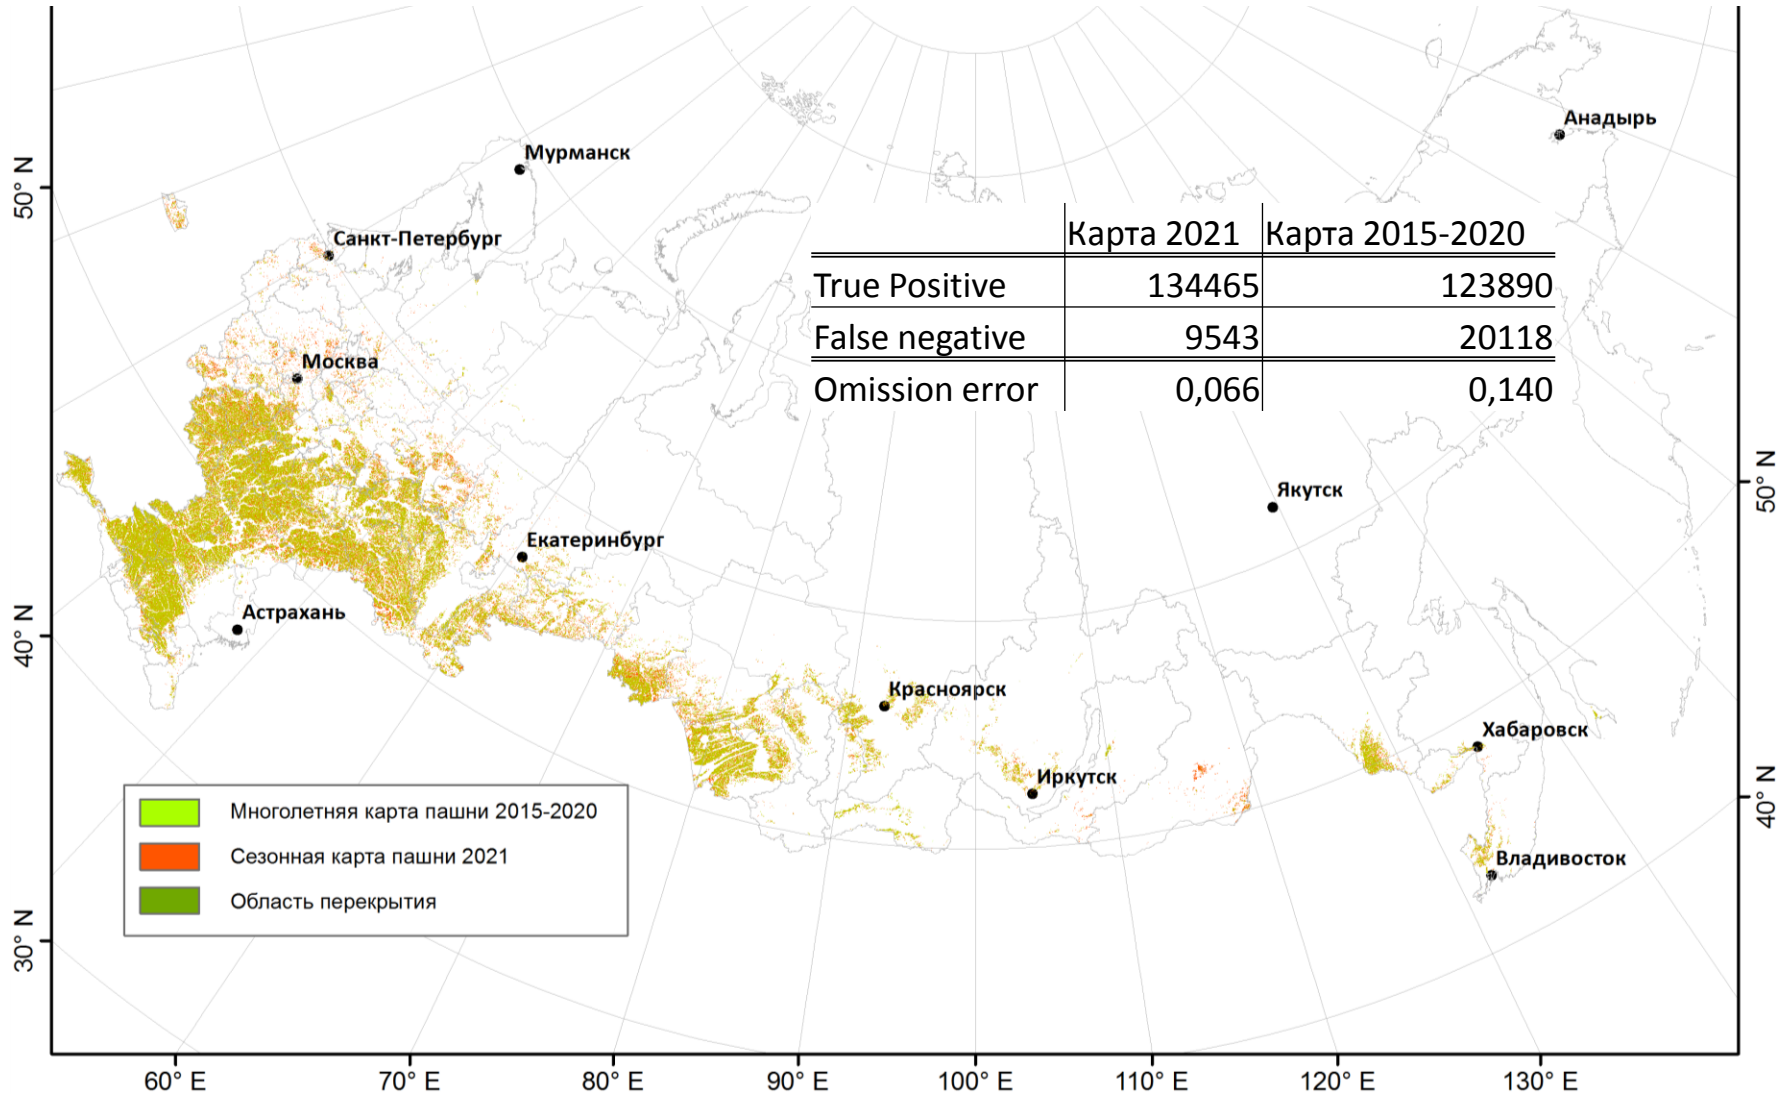 Анадырь
Мурманск
50° N
Санкт-Петербург
Карта 2021 Карта 2015-2020
True Positive 134465 123890
False negative 9543 20118
Omission error 0,066 0,140
Москва
50° N
Якутск
Екатеринбург
Астрахань
40° N
Красноярск
Хабаровск
Иркутск
40° N
Владивосток
Многолетняя карта пашни 2015-2020
Сезонная карта пашни 2021
Область перекрытия
30° N
60° E 70° E 80° E 90° E 100° E 110° E 120° E 130° E